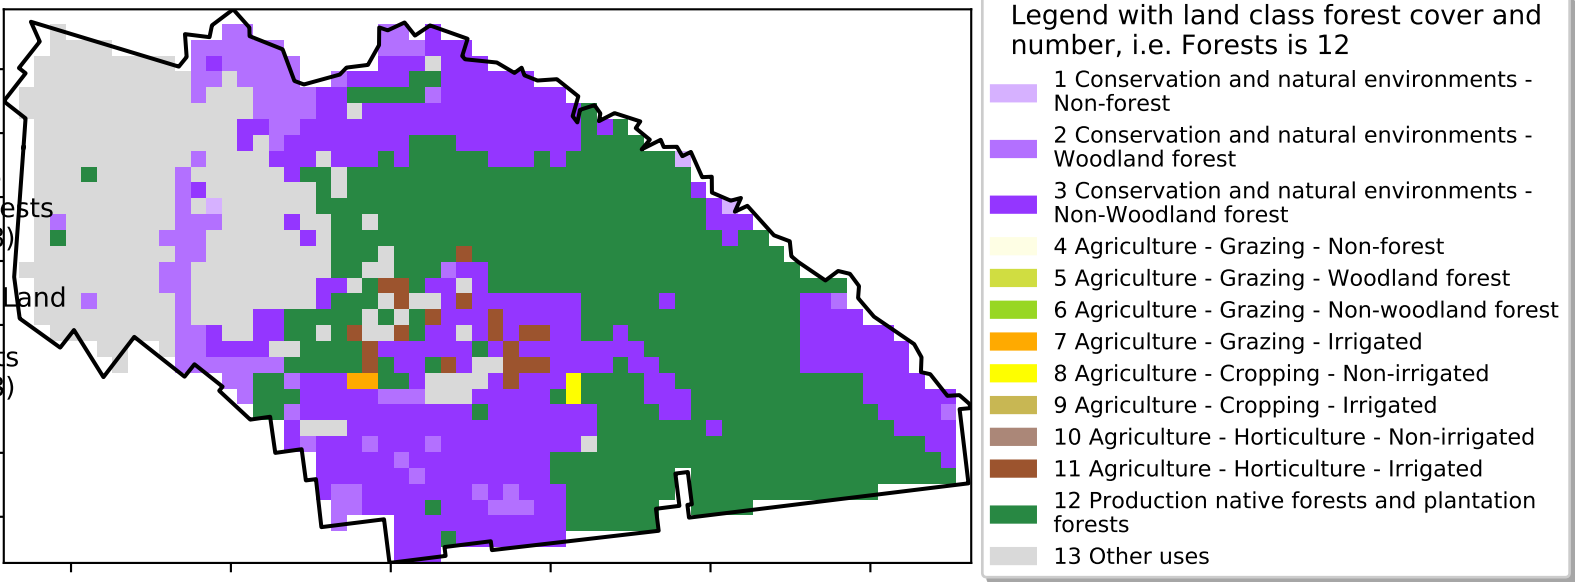 Legend with land class forest cover and
number, i.e. Forests is 12
1 Conservation and natural environments -
Non-forest
2 Conservation and natural environments -
Woodland forest
3 Conservation and natural environments -
Non-Woodland forest
4 Agriculture - Grazing - Non-forest
5 Agriculture - Grazing - Woodland forest
6 Agriculture - Grazing - Non-woodland forest
7 Agriculture - Grazing - Irrigated
8 Agriculture - Cropping - Non-irrigated
9 Agriculture - Cropping - Irrigated
10 Agriculture - Horticulture - Non-irrigated
11 Agriculture - Horticulture - Irrigated
12 Production native forests and plantation
forests
13 Other uses
ests
)
Land
s
)